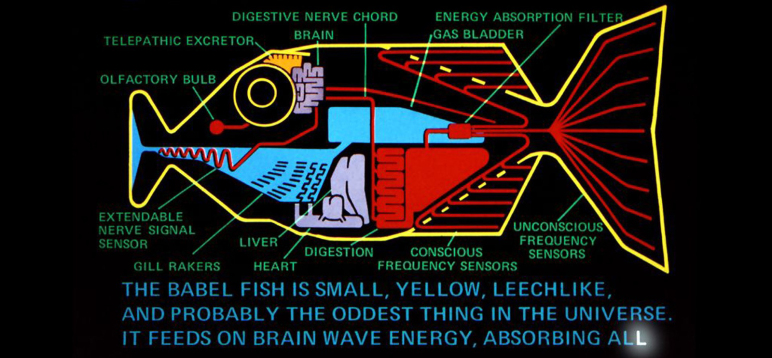 DIGESTIVE NERVE CHORD
ENERGY ABSORPTION FILTER
TELEPATHIC EXCRETOR
BRAIN
GAS BLADDER
OLFACTORY BULB
EXTENDABLE
NERVE SIGNAL
SENSOR
GILL RAKERS
LIVER
HEART
DIGESTION
CONSCIOUS
FREQUENCY SENSORS
UNCONSCIOUS
FREQUENCY
SENSORS
THE BABEL FISH IS SMALL, YELLOW, LEECHLIKE,
AND PROBABLY THE ODDEST THING IN THE UNIVERSE.
IT FEEDS ON BRAIN WAVE ENERGY, ABSORBING ALL